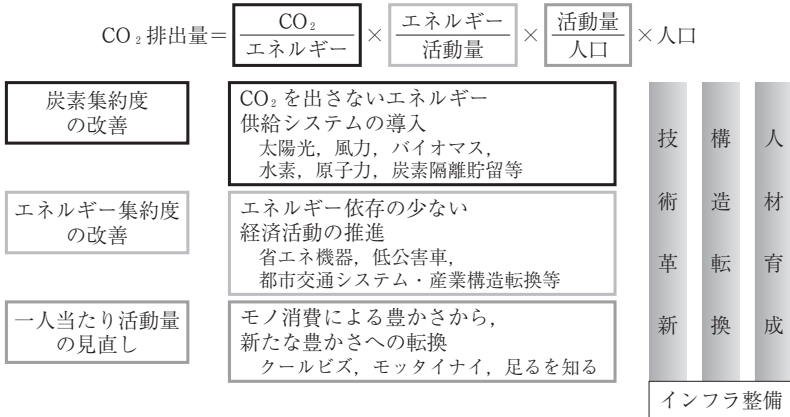 CO₂排出量＝ CO₂/エネルギー × エネルギー/活動量 × 活動量/人口 ×人口
炭素集約度
の改善
CO₂を出さないエネルギー
供給システムの導入
太陽光，風力，バイオマス，
水素，原子力，炭素隔離貯留等
エネルギー集約度
の改善
エネルギー依存の少ない
経済活動の推進
省エネ機器，低公害車，
都市交通システム・産業構造転換等
一人当たり活動量
の見直し
モノ消費による豊かさから，
新たな豊かさへの転換
クールビズ，モッタイナイ，足るを知る
技術革新
構造転換
人材育成
インフラ整備